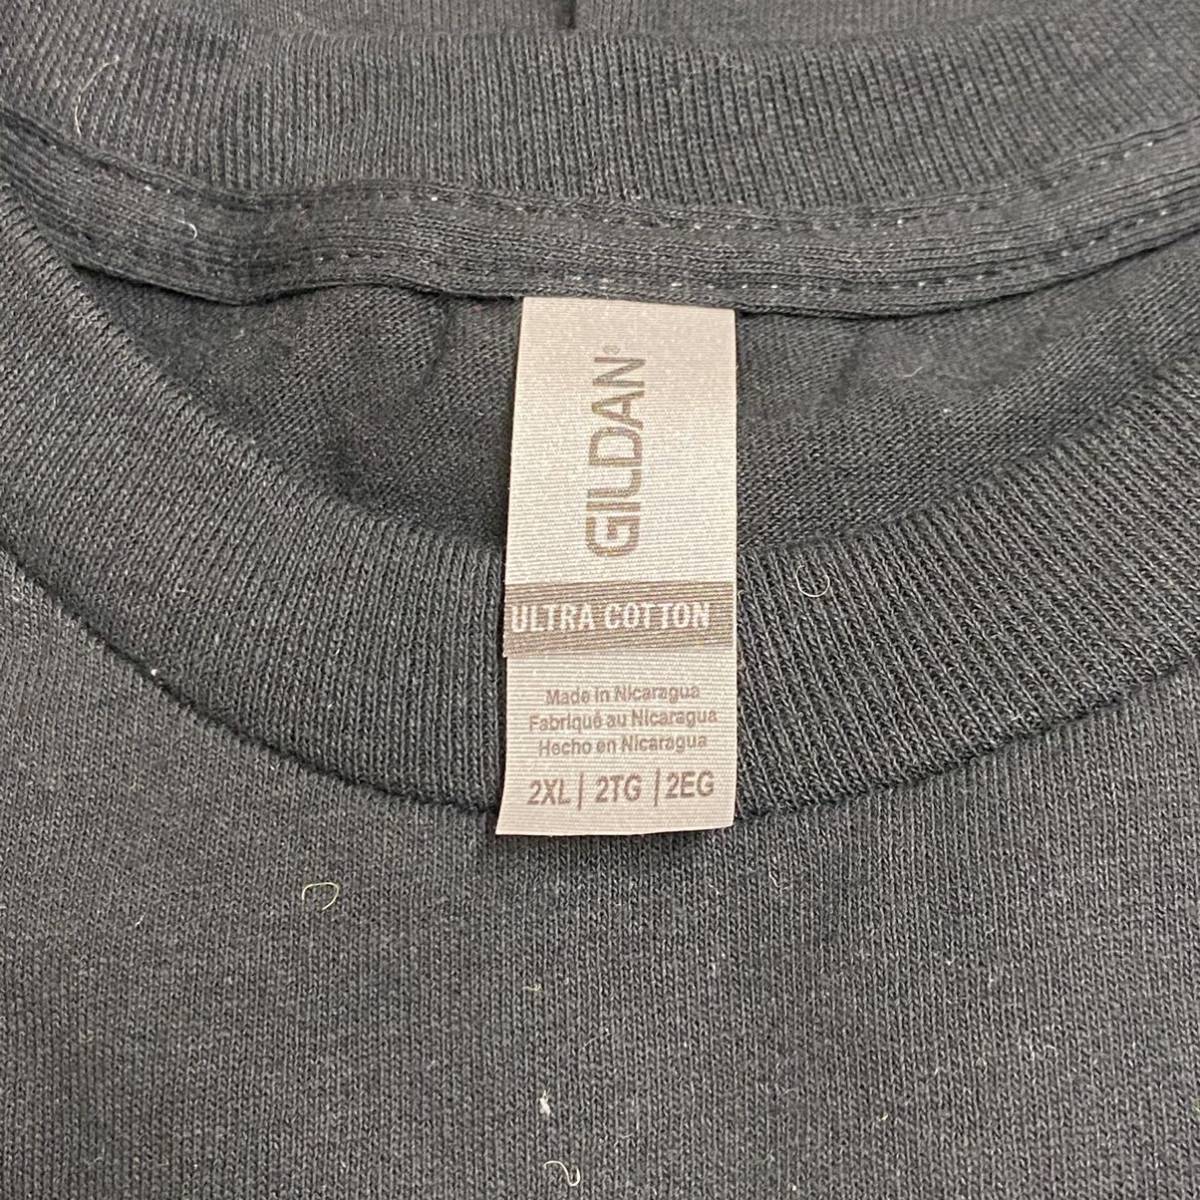 GILDAN®
ULTRA COTTON
Made in Nicaragua
Fabriqué au Nicaragua
Hecho en Nicaragua
2XL | 2TG | 2EG